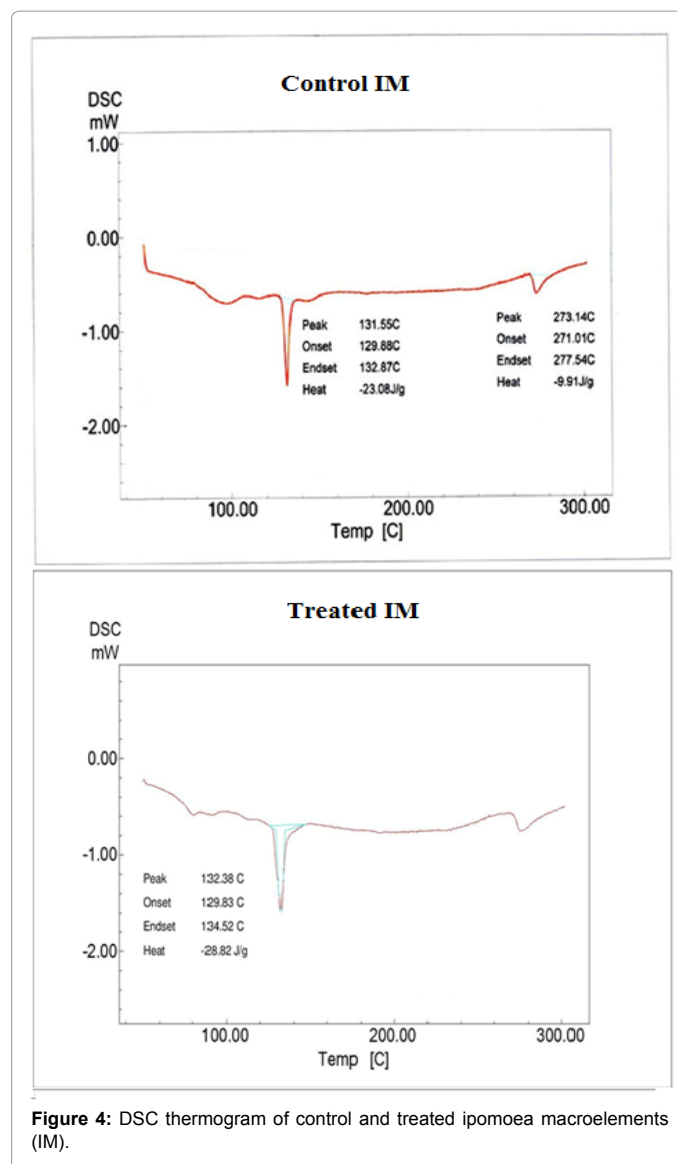 Control IM
DSC
mW
1.00
0.00
-1.00
-2.00
Peak 131.55C
Onset 129.88C
Endset 132.87C
Heat -23.08J/g
Peak 273.14C
Onset 271.01C
Endset 277.54C
Heat -9.91J/g
100.00 200.00 300.00
Temp [C]
Treated IM
DSC
mW
0.00
-1.00
-2.00
Peak 132.38 C
Onset 129.83 C
Endset 134.52 C
Heat -28.82 J/g
100.00 200.00 300.00
Temp [C]
Figure 4: DSC thermogram of control and treated ipomoea macroelements
(IM).